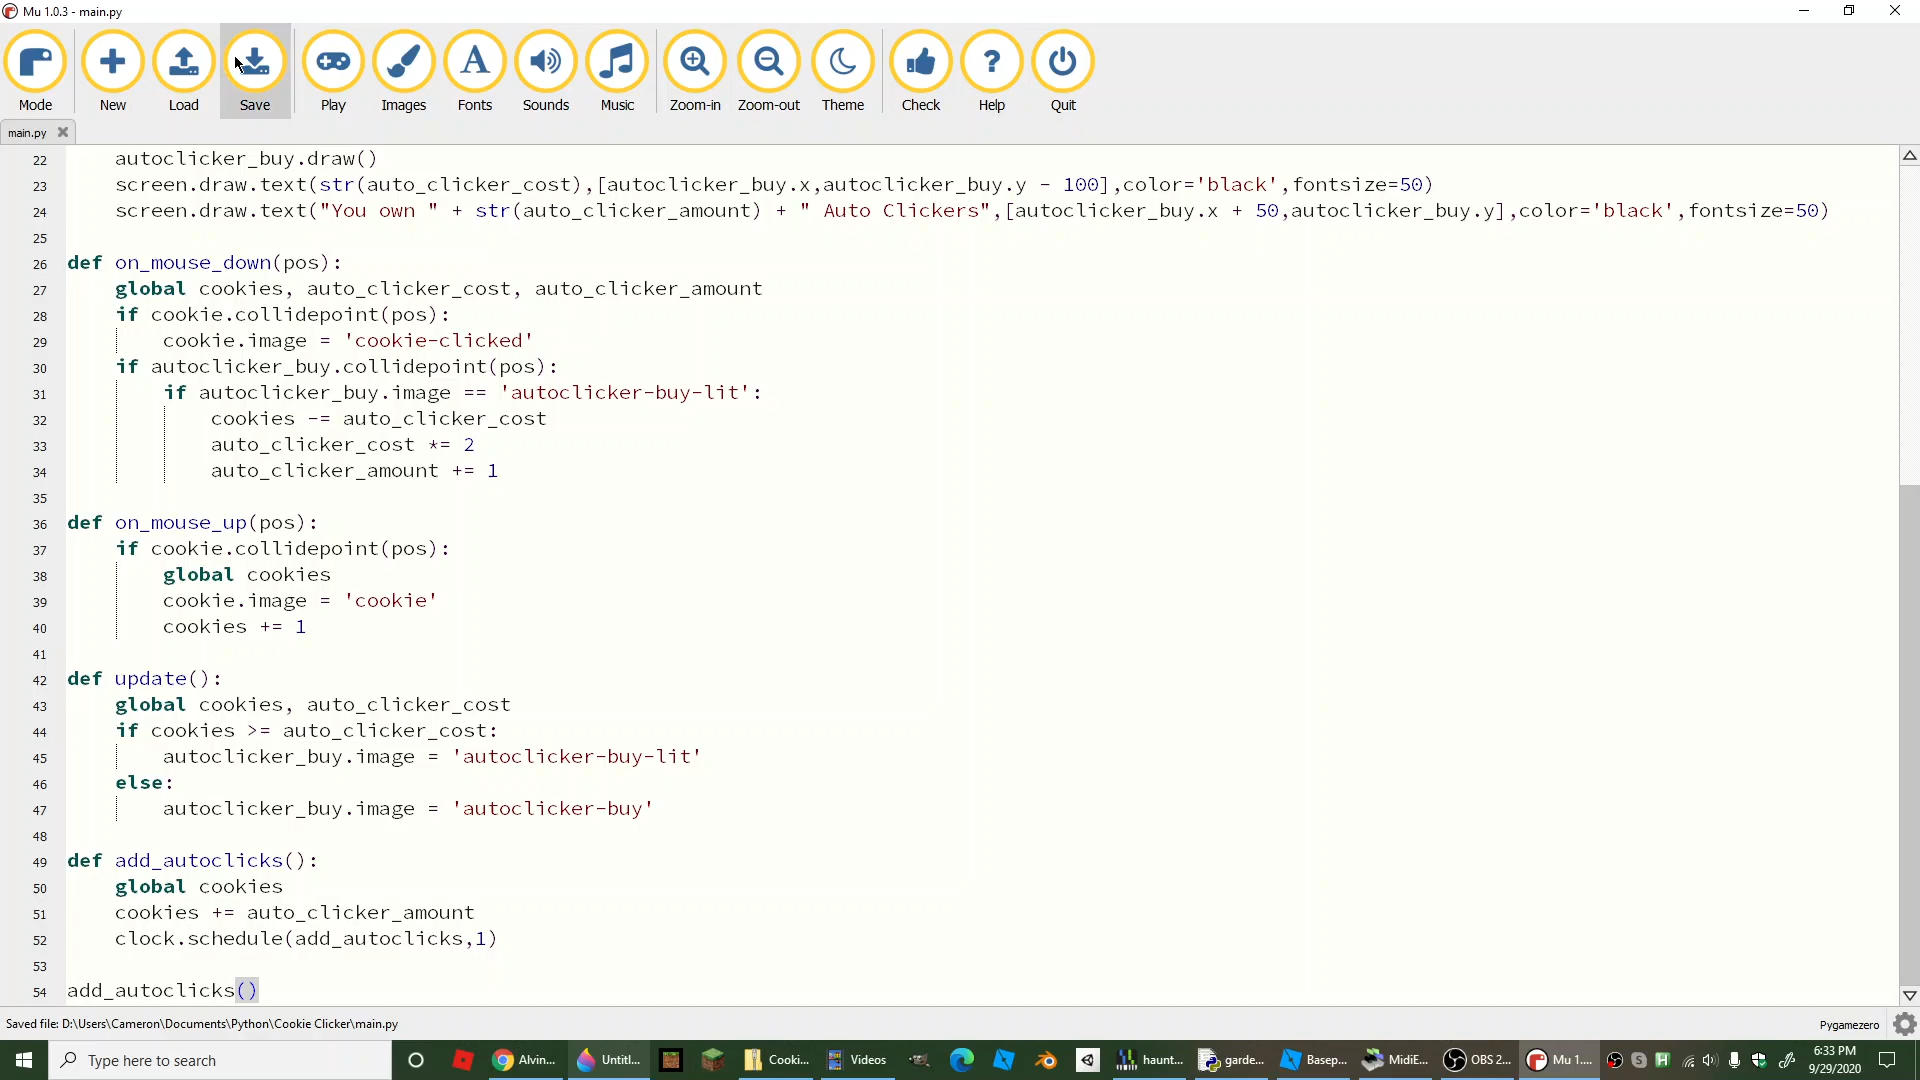 Mu 1.0.3 - main.py
Mode New Load Save Play Images Fonts Sounds Music Zoom-in Zoom-out Theme Check Help Quit
main.py
22 autoclicker_buy.draw()
23 screen.draw.text(str(auto_clicker_cost),[autoclicker_buy.x,autoclicker_buy.y - 100],color='black',fontsize=50)
24 screen.draw.text("You own " + str(auto_clicker_amount) + " Auto Clickers",[autoclicker_buy.x + 50,autoclicker_buy.y],color='black',fontsize=50)
25
26 def on_mouse_down(pos):
27 global cookies, auto_clicker_cost, auto_clicker_amount
28 if cookie.collidepoint(pos):
29 cookie.image = 'cookie-clicked'
30 if autoclicker_buy.collidepoint(pos):
31 if autoclicker_buy.image == 'autoclicker-buy-lit':
32 cookies -= auto_clicker_cost
33 auto_clicker_cost *= 2
34 auto_clicker_amount += 1
35
36 def on_mouse_up(pos):
37 if cookie.collidepoint(pos):
38 global cookies
39 cookie.image = 'cookie'
40 cookies += 1
41
42 def update():
43 global cookies, auto_clicker_cost
44 if cookies >= auto_clicker_cost:
45 autoclicker_buy.image = 'autoclicker-buy-lit'
46 else:
47 autoclicker_buy.image = 'autoclicker-buy'
48
49 def add_autoclicks():
50 global cookies
51 cookies += auto_clicker_amount
52 clock.schedule(add_autoclicks,1)
53
54 add_autoclicks()
Saved file: D:\Users\Cameron\Documents\Python\Cookie Clicker\main.py
Pygamezero
Type here to search
Alvin... Untitl... Cooki... Videos haunt... garde... Basep... MidiE... OBS 2... Mu 1....
6:33 PM
9/29/2020